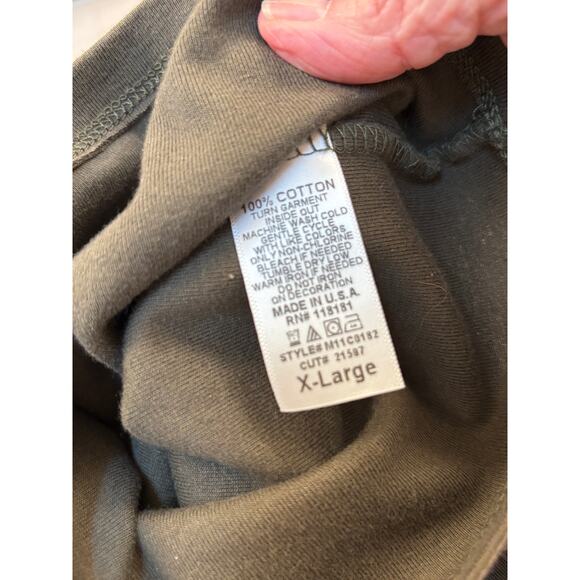 100% COTTON
TURN GARMENT
INSIDE OUT
MACHINE WASH COLD
GENTLE CYCLE
WITH LIKE COLORS
ONLY NON-CHLORINE
BLEACH IF NEEDED
TUMBLE DRY LOW
WARM IRON IF NEEDED
DO NOT IRON
ON DECORATION
MADE IN U.S.A.
RN# 118181
STYLE# M11C0182
CUT# 21597
X-Large